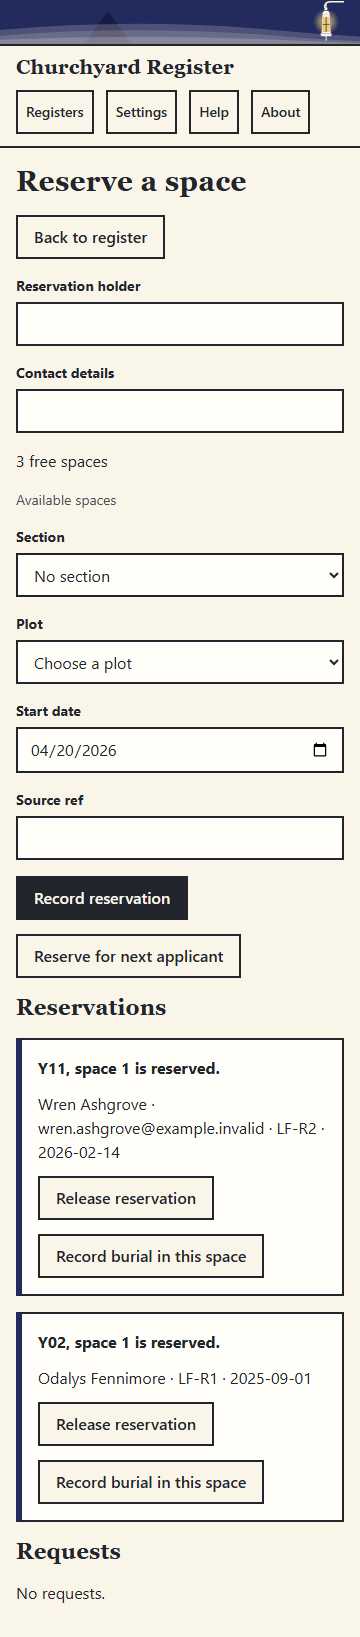 Churchyard Register
Registers
Settings
Help
About
Reserve a space
Back to register
Reservation holder
Contact details
3 free spaces
Available spaces
Section
No section
Plot
Choose a plot
Start date
04/20/2026
Source ref
Record reservation
Reserve for next applicant
Reservations
Y11, space 1 is reserved.
Wren Ashgrove ·
wren.ashgrove@example.invalid · LF-R2 ·
2026-02-14
Release reservation
Record burial in this space
Y02, space 1 is reserved.
Odalys Fennimore · LF-R1 · 2025-09-01
Release reservation
Record burial in this space
Requests
No requests.